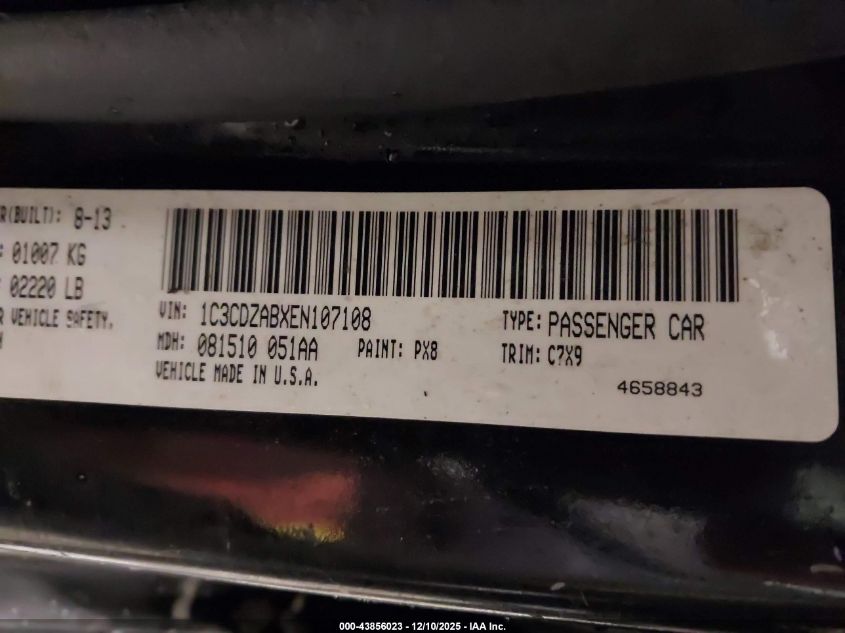 R(BUILT): 8-13
: 01007 KG
: 02220 LB
R VEHICLE SAFETY,
VIN: 1C3CDZABXEN107108
TYPE: PASSENGER CAR
MDH: 081510 051AA
PAINT: PX8
TRIM: C7X9
VEHICLE MADE IN U.S.A.
4658843
000-43856023 — 12/10/2025 - IAA Inc.